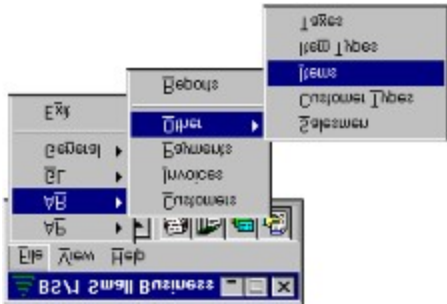 BS/1 Small Business
File View Help
AP
AR
GL
General
Exit
Customers
Invoices
Payments
Other
Reports
Salesmen
Customer Types
Items
Item Types
Taxes